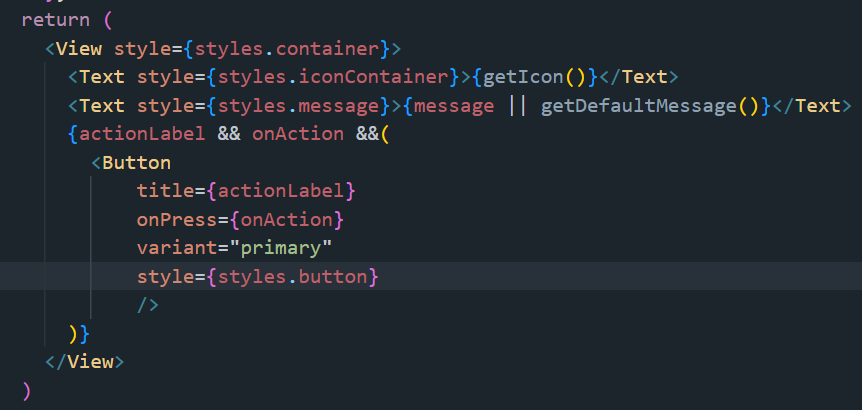 return (
<View style={styles.container}>
<Text style={styles.iconContainer}>{getIcon()}</Text>
<Text style={styles.message}>{message || getDefaultMessage()}</Text>
{actionLabel && onAction &&(
<Button
title={actionLabel}
onPress={onAction}
variant="primary"
style={styles.button}
/>
)}
</View>
)